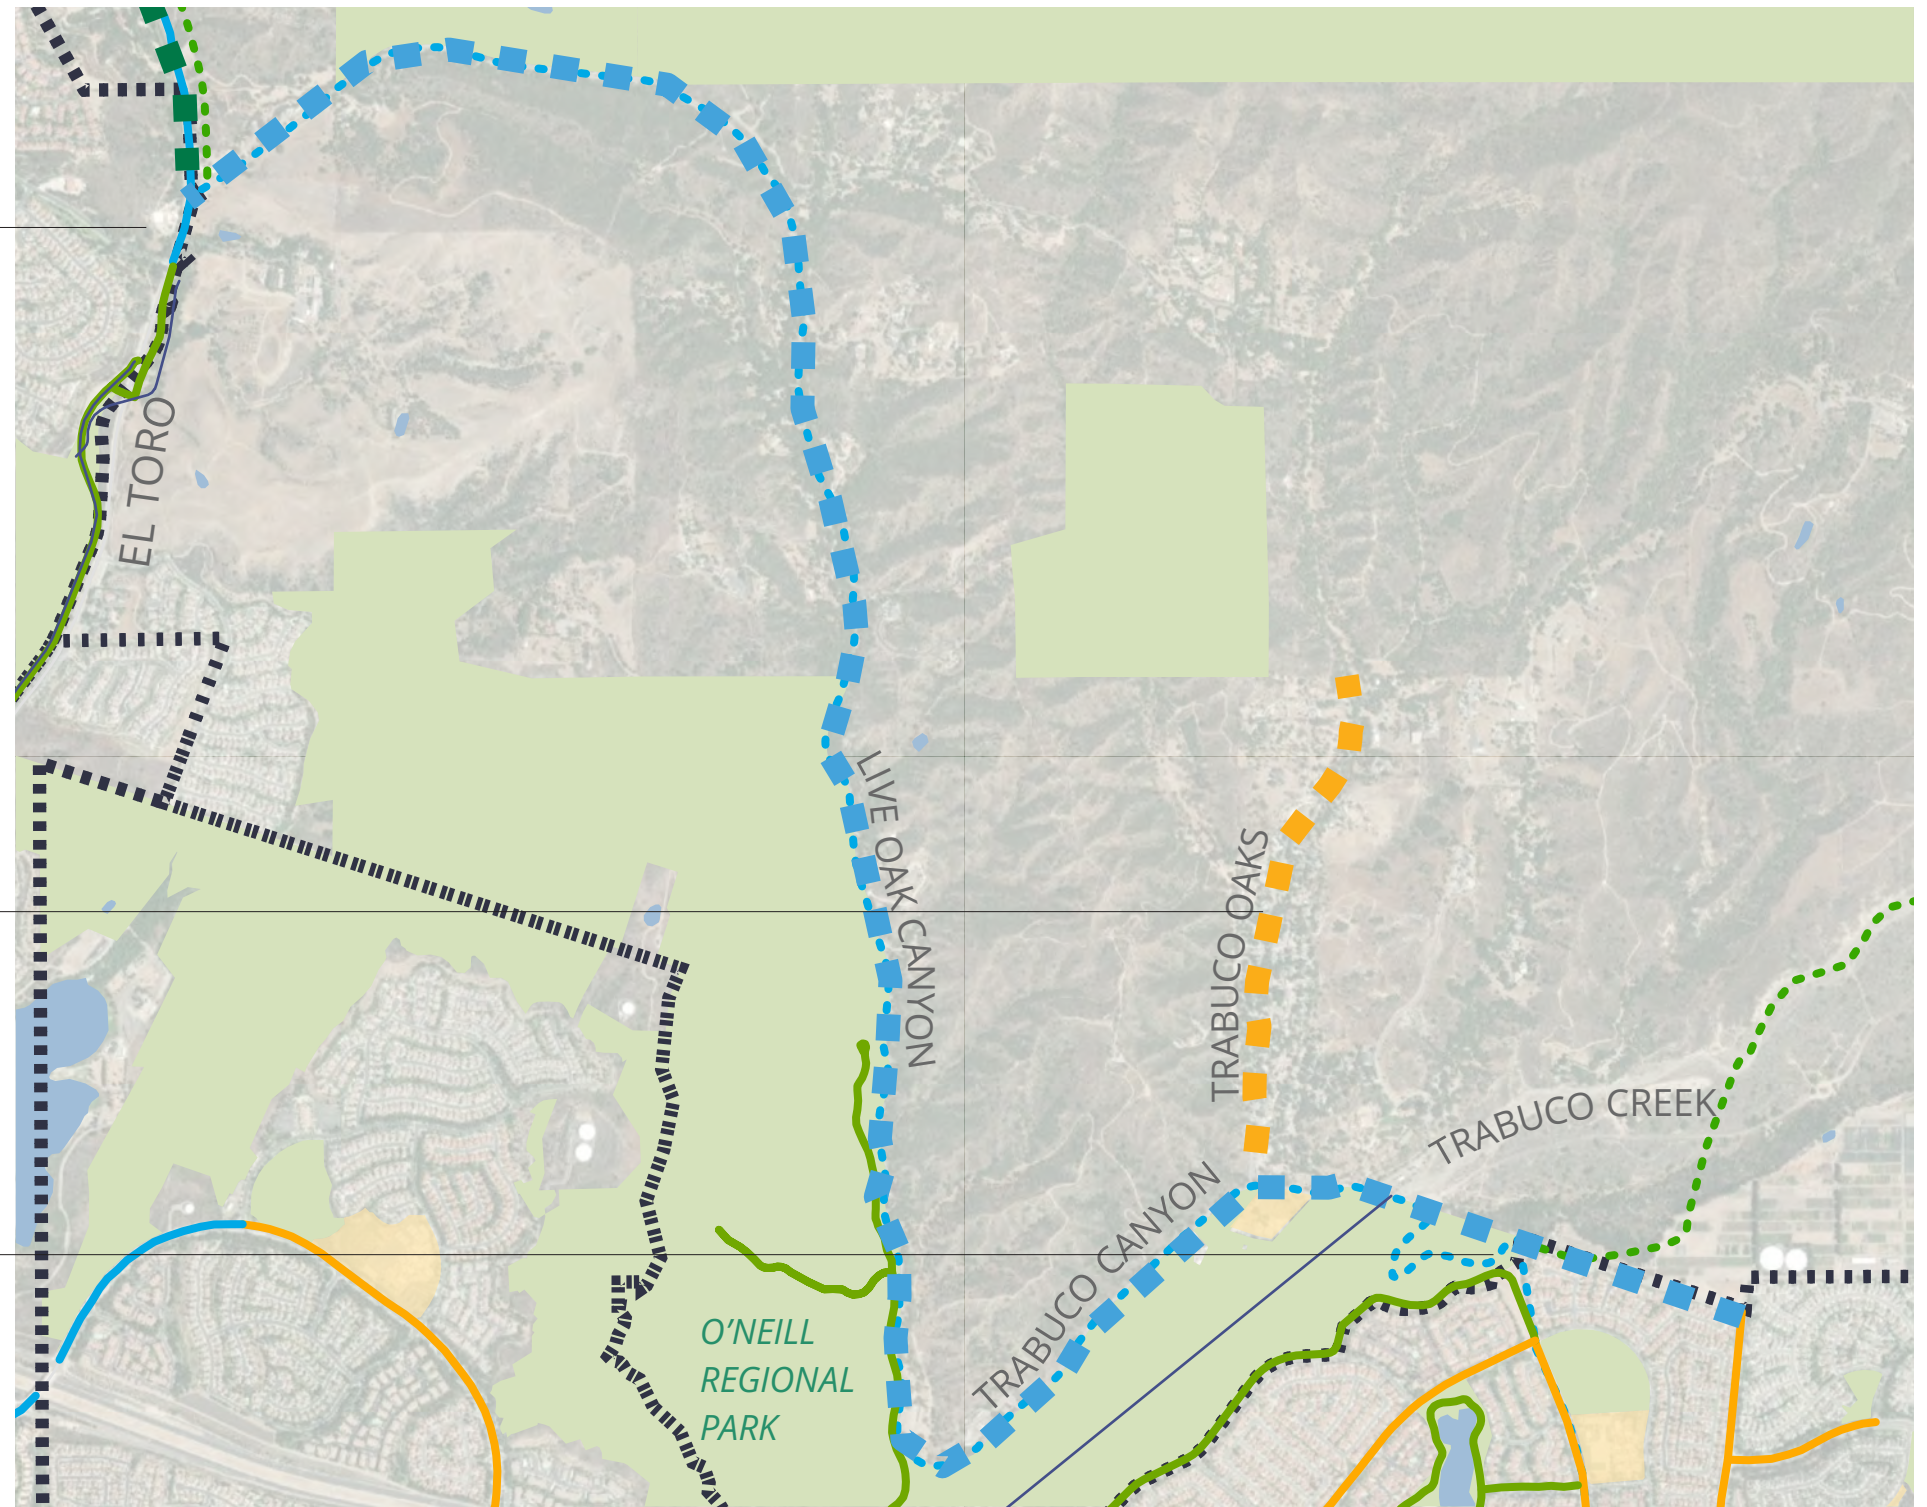 EL TORO
LIVE OAK CANYON
TRABUCO OAKS
TRABUCO CREEK
TRABUCO CANYON
O'NEILL
REGIONAL
PARK